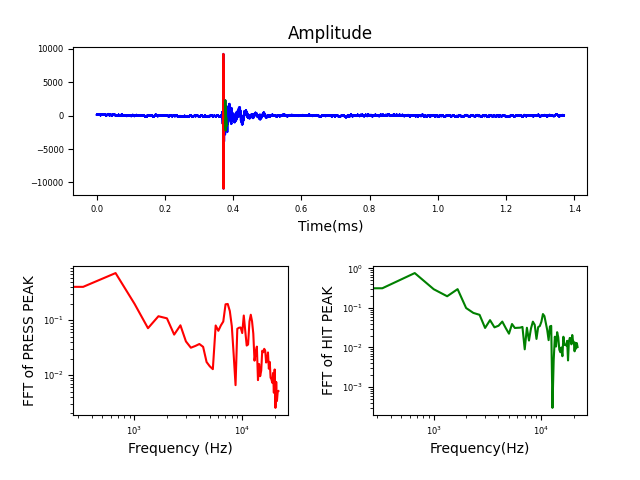 Amplitude
10000
5000
0
−5000
−10000
0.0 0.2 0.4 0.6 0.8 1.0 1.2 1.4
Time(ms)
FFT of PRESS PEAK
10⁻¹
10⁻²
10³ 10⁴
Frequency (Hz)
FFT of HIT PEAK
10⁰
10⁻¹
10⁻²
10⁻³
10³ 10⁴
Frequency(Hz)